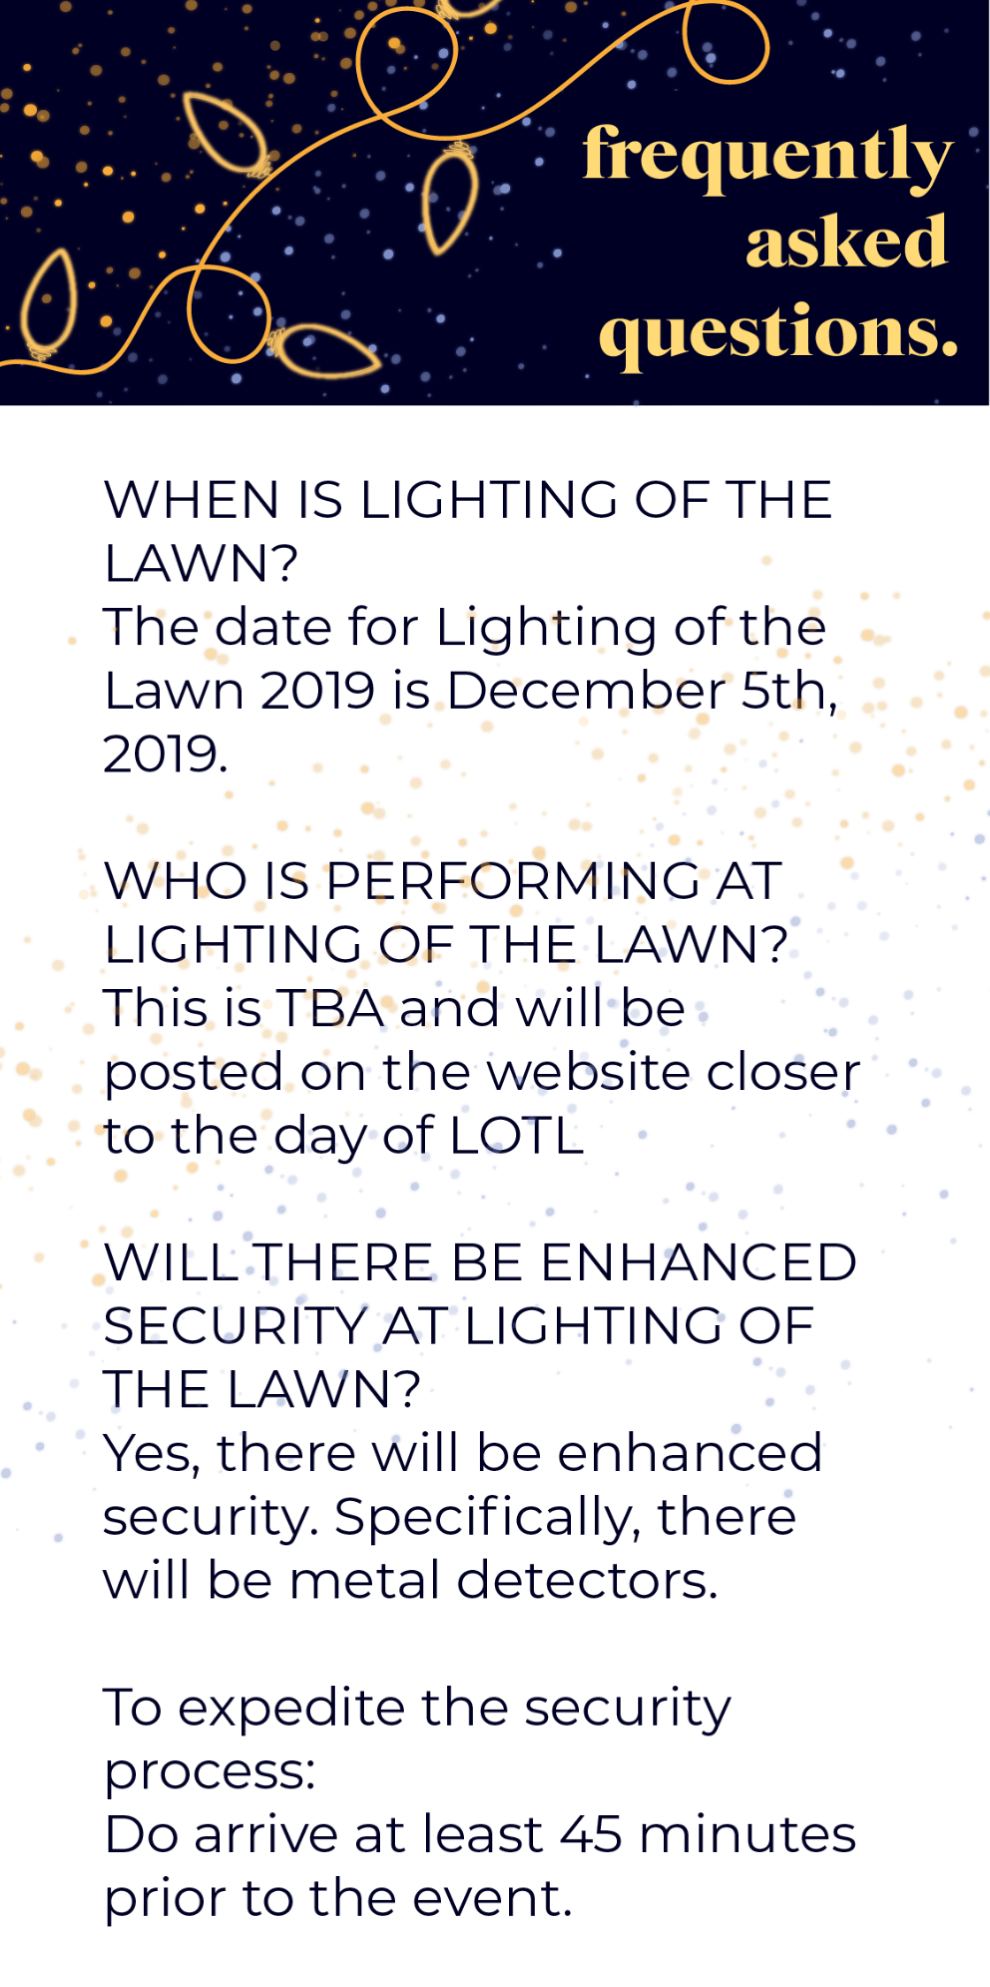 frequently
asked
questions.
WHEN IS LIGHTING OF THE
LAWN?
The date for Lighting of the
Lawn 2019 is December 5th,
2019.
WHO IS PERFORMING AT
LIGHTING OF THE LAWN?
This is TBA and will be
posted on the website closer
to the day of LOTL
WILL THERE BE ENHANCED
SECURITY AT LIGHTING OF
THE LAWN?
Yes, there will be enhanced
security. Specifically, there
will be metal detectors.
To expedite the security
process:
Do arrive at least 45 minutes
prior to the event.